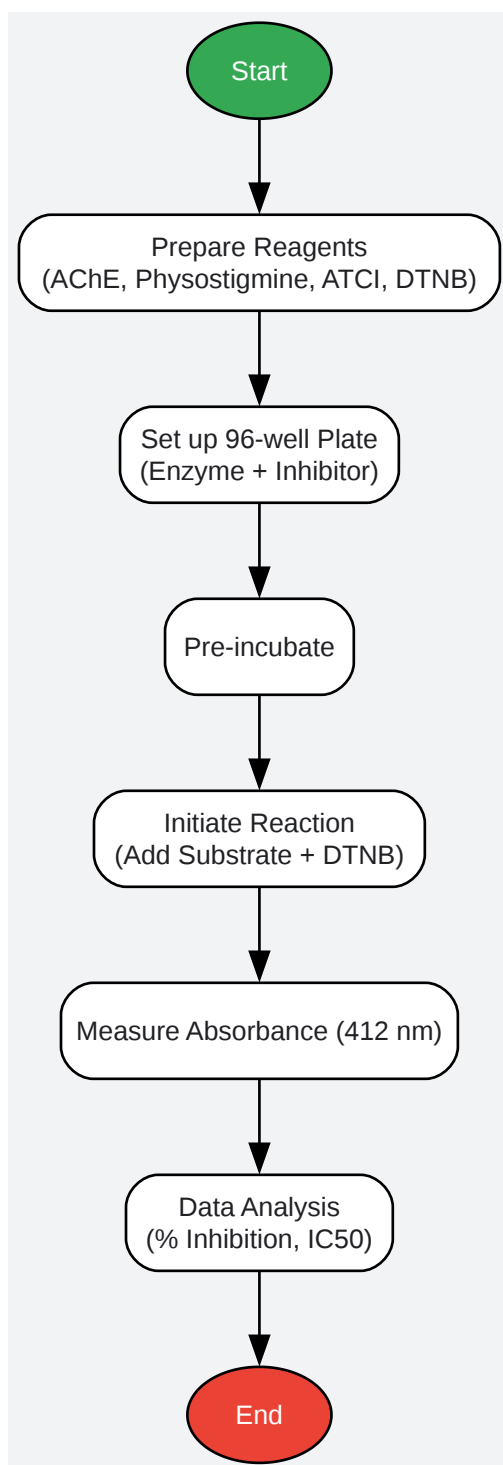 Start
Prepare Reagents
(AChE, Physostigmine, ATCI, DTNB)
Set up 96-well Plate
(Enzyme + Inhibitor)
Pre-incubate
Initiate Reaction
(Add Substrate + DTNB)
Measure Absorbance (412 nm)
Data Analysis
(% Inhibition, IC50)
End